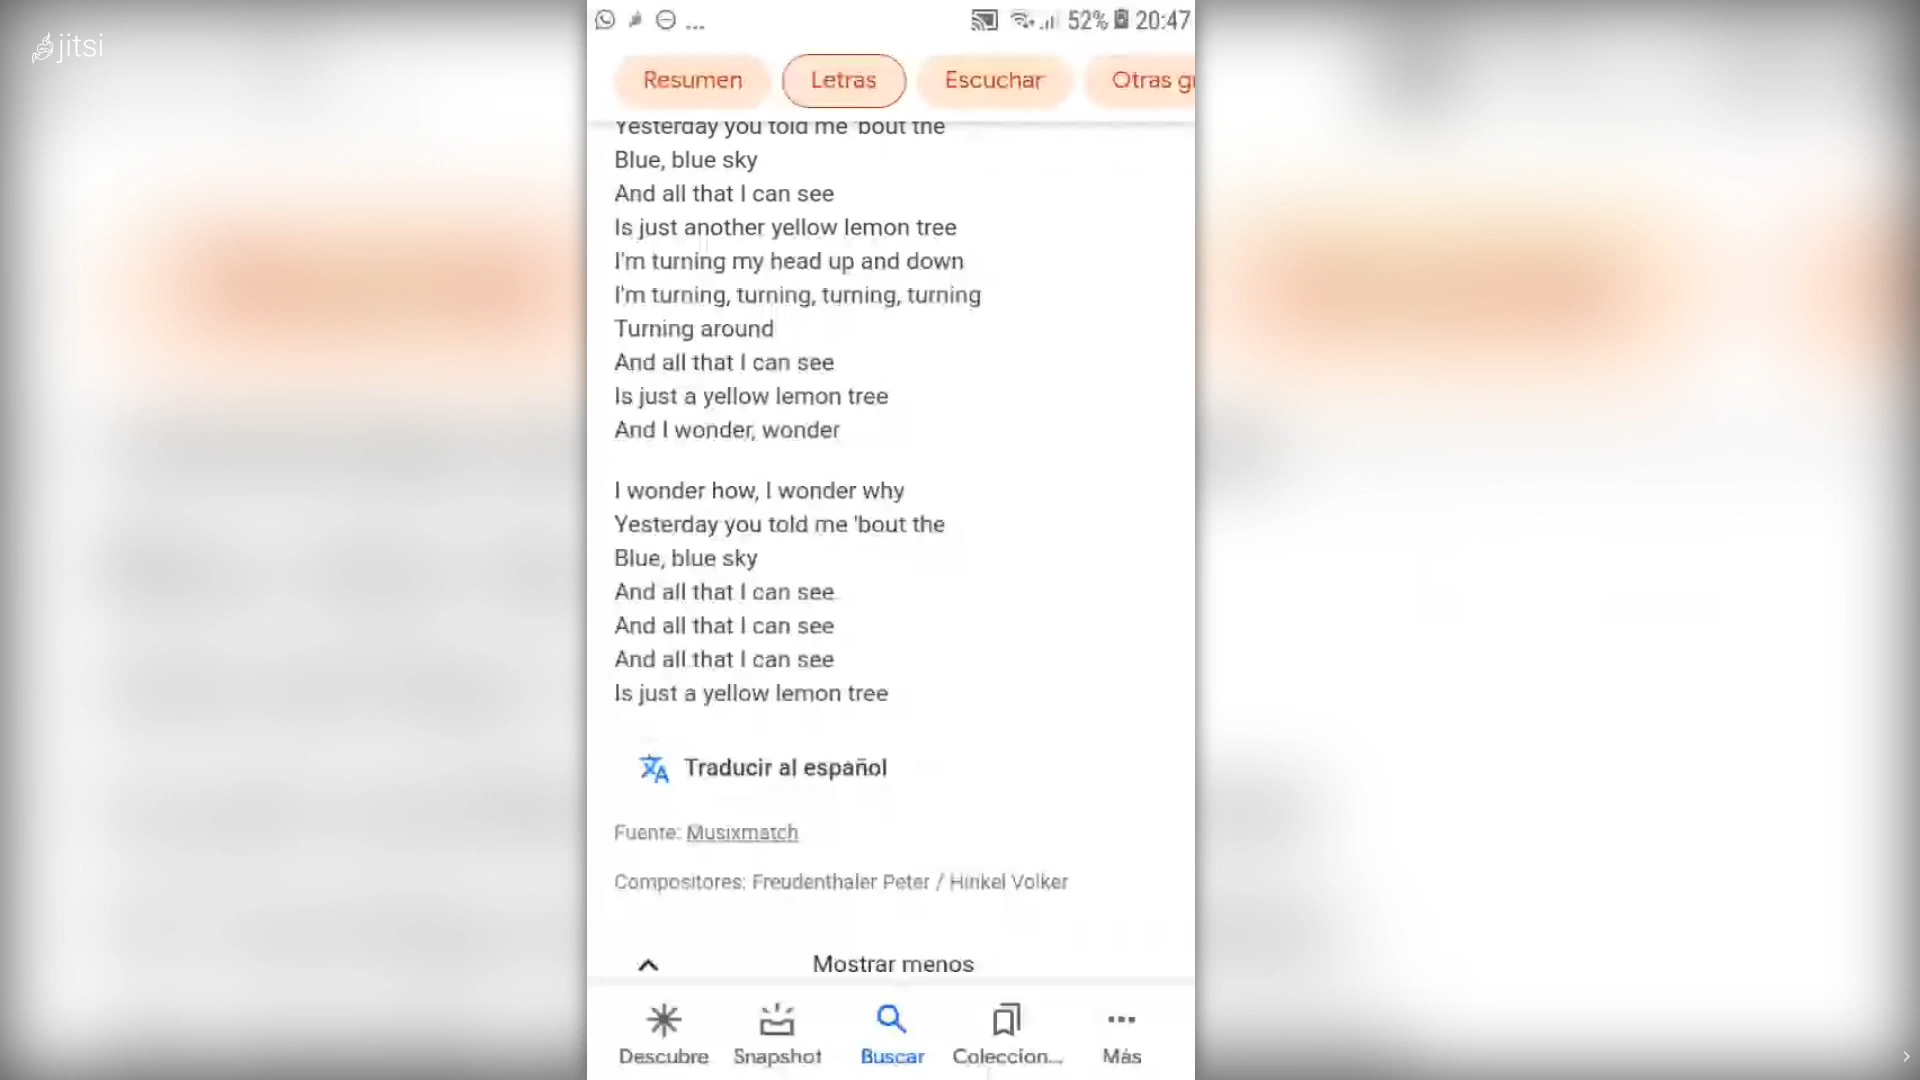 jitsi
... 52% 20:47
Resumen Letras Escuchar Otras
Yesterday you told me 'bout the
Blue, blue sky
And all that I can see
Is just another yellow lemon tree
I'm turning my head up and down
I'm turning, turning, turning, turning
Turning around
And all that I can see
Is just a yellow lemon tree
And I wonder, wonder
I wonder how, I wonder why
Yesterday you told me 'bout the
Blue, blue sky
And all that I can see
And all that I can see
And all that I can see
Is just a yellow lemon tree
Traducir al español
Fuente: Musixmatch
Compositores: Freudenthaler Peter / Hinkel Volker
Mostrar menos
Descubre Snapshot Buscar Coleccion... Más